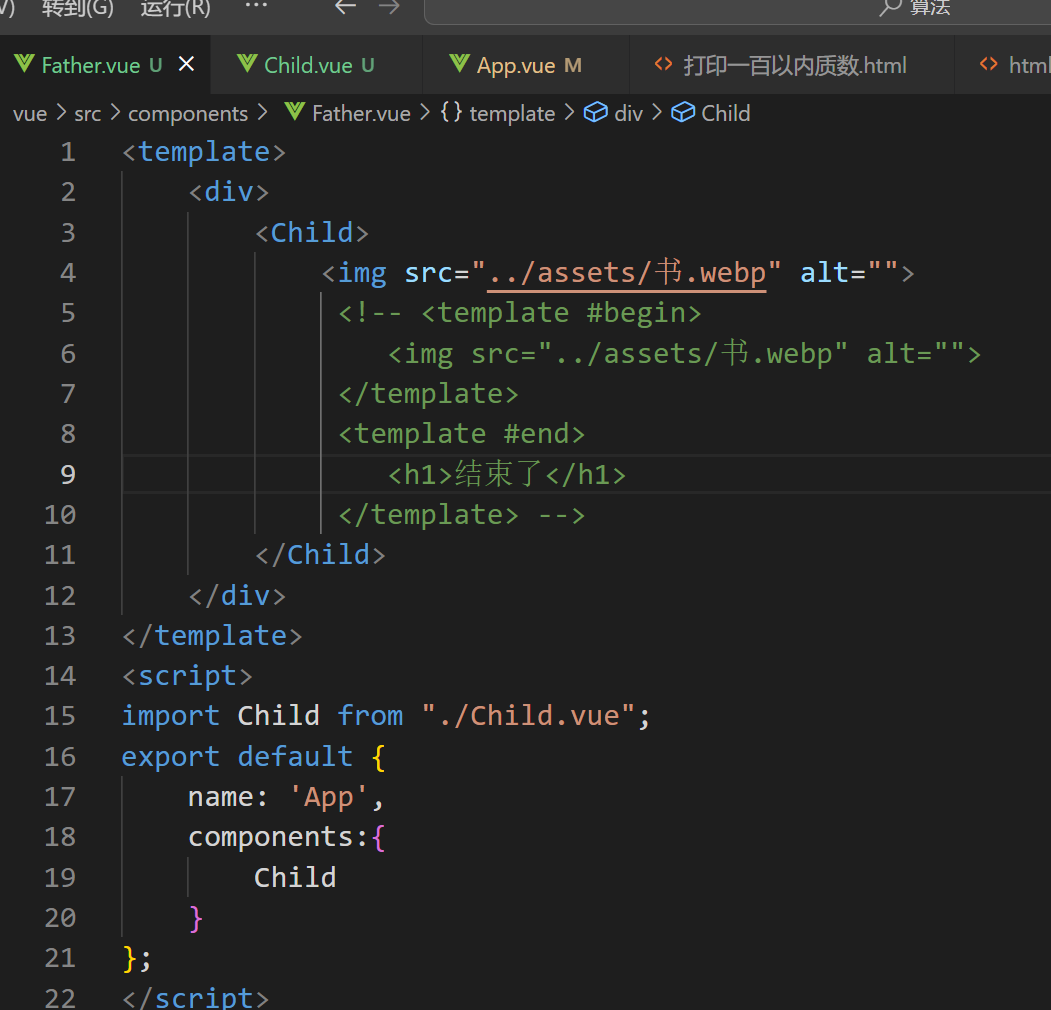 转到(G) 运行(R) ··· ← → 算法
Father.vue U × Child.vue U App.vue M <> 打印一百以内质数.html <> html
vue > src > components > Father.vue > {} template > div > Child
1 <template>
2 <div>
3 <Child>
4 <img src="../assets/书.webp" alt="">
5 <!-- <template #begin>
6 <img src="../assets/书.webp" alt="">
7 </template>
8 <template #end>
9 <h1>结束了</h1>
10 </template> -->
11 </Child>
12 </div>
13 </template>
14 <script>
15 import Child from "./Child.vue";
16 export default {
17 name: 'App',
18 components:{
19 Child
20 }
21 };
22 </script>